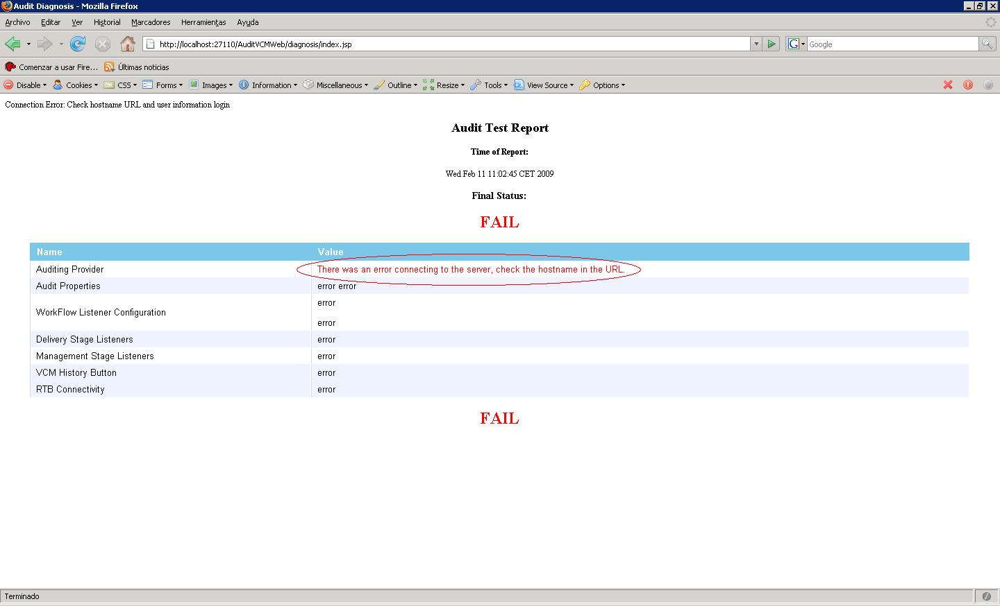 Audit Diagnosis - Mozilla Firefox
Archivo Editar Ver Historial Marcadores Herramientas Ayuda
http://localhost:27110/AuditVCMWeb/diagnosis/index.jsp
G Google
Comenzar a usar Fire... Últimas noticias
Disable Cookies CSS CSS Forms Images Information Miscellaneous Outline Resize Tools View Source Options
Connection Error: Check hostname URL and user information login
Audit Test Report
Time of Report:
Wed Feb 11 11:02:45 CET 2009
Final Status:
FAIL
Name Value
Auditing Provider There was an error connecting to the server, check the hostname in the URL.
Audit Properties error error
WorkFlow Listener Configuration
error
error
Delivery Stage Listeners error
Management Stage Listeners error
VCM History Button error
RTB Connectivity error
FAIL
Terminado